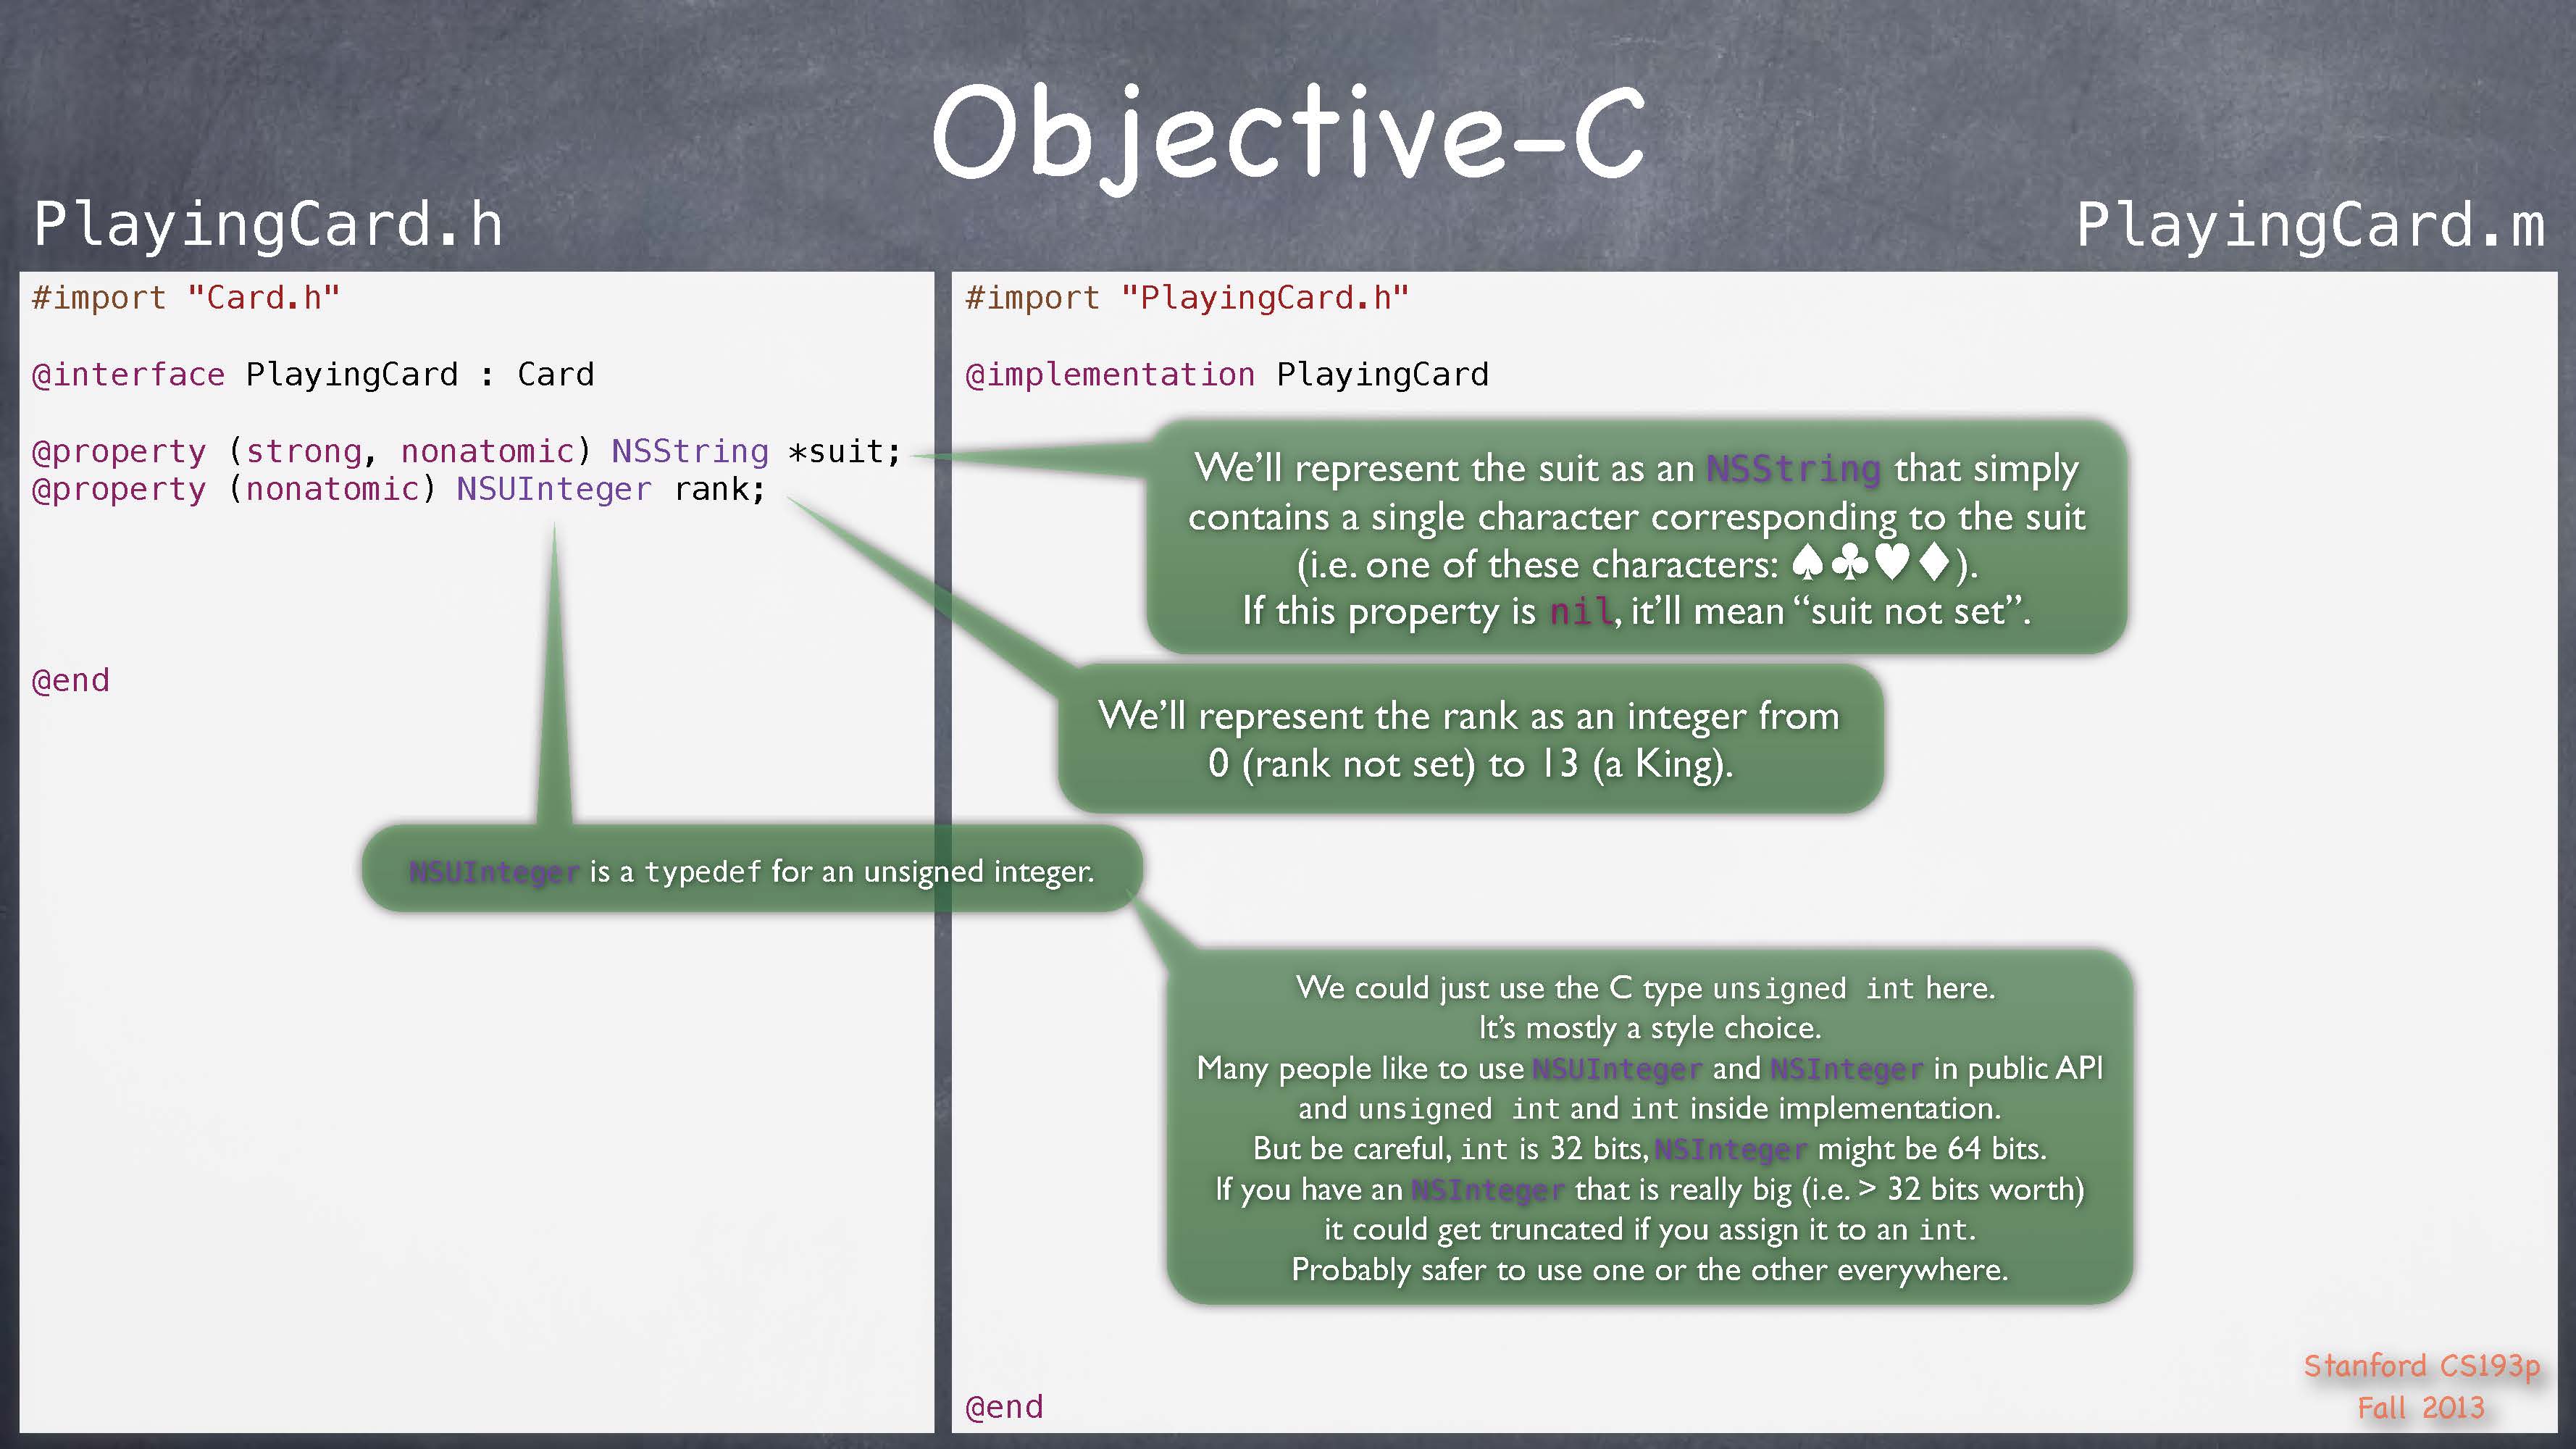 Objective-C
PlayingCard.h
PlayingCard.m
#import "Card.h"
@interface PlayingCard : Card
@property (strong, nonatomic) NSString *suit;
@property (nonatomic) NSUInteger rank;
@end
#import "PlayingCard.h"
@implementation PlayingCard
We’ll represent the suit as an NSString that simply
contains a single character corresponding to the suit
(i.e. one of these characters: ♠♣♥♦).
If this property is nil, it’ll mean “suit not set”.
We’ll represent the rank as an integer from
0 (rank not set) to 13 (a King).
NSUInteger is a typedef for an unsigned integer.
We could just use the C type unsigned int here.
It’s mostly a style choice.
Many people like to use NSUInteger and NSInteger in public API
and unsigned int and int inside implementation.
But be careful, int is 32 bits, NSInteger might be 64 bits.
If you have an NSInteger that is really big (i.e. > 32 bits worth)
it could get truncated if you assign it to an int.
Probably safer to use one or the other everywhere.
@end
Stanford CS193p
Fall 2013